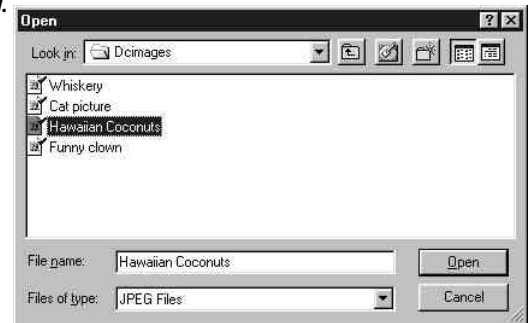 Open
Look in: Dcimages
Whiskery
Cat picture
Hawaiian Coconuts
Funny clown
File name: Hawaiian Coconuts Open
Files of type: JPEG Files Cancel